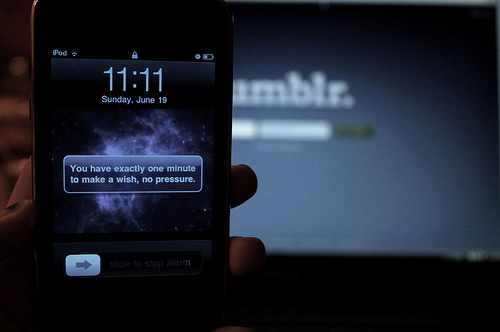 iPod
11:11
Sunday, June 19
You have exactly one minute
to make a wish, no pressure.
slide to stop alarm
umblr.